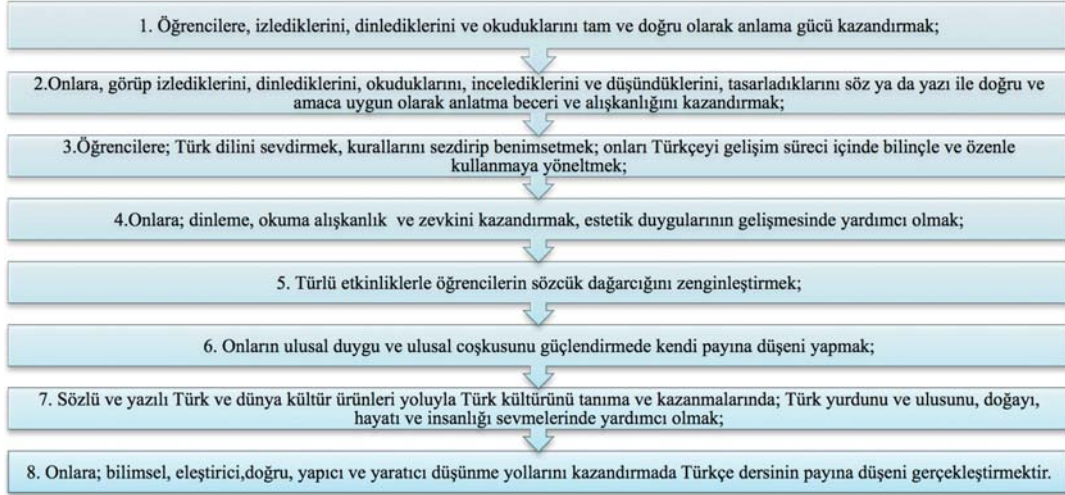 1. Öğrencilere, izlediklerini, dinlediklerini ve okuduklarını tam ve doğru olarak anlama gücü kazandırmak;
2.Onlara, görüp izlediklerini, dinlediklerini, okuduklarını, incelediklerini ve düşündüklerini, tasarladıklarını söz ya da yazı ile doğru ve
amaca uygun olarak anlatma beceri ve alışkanlığını kazandırmak;
3.Öğrencilere; Türk dilini sevdirmek, kurallarını sezdirip benimsetmek; onları Türkçeyi gelişim süreci içinde bilinçle ve özenle
kullanmaya yöneltmek;
4.Onlara; dinleme, okuma alışkanlık ve zevkini kazandırmak, estetik duygularının gelişmesinde yardımcı olmak;
5. Türlü etkinliklerle öğrencilerin sözcük dağarcığını zenginleştirmek;
6. Onların ulusal duygu ve ulusal coşkusunu güçlendirmede kendi payına düşeni yapmak;
7. Sözlü ve yazılı Türk ve dünya kültür ürünleri yoluyla Türk kültürünü tanıma ve kazanmalarında; Türk yurdunu ve ulusunu, doğayı,
hayatı ve insanlığı sevmelerinde yardımcı olmak;
8. Onlara; bilimsel, eleştirici,doğru, yapıcı ve yaratıcı düşünme yollarını kazandırmada Türkçe dersinin payına düşeni gerçekleştirmektir.